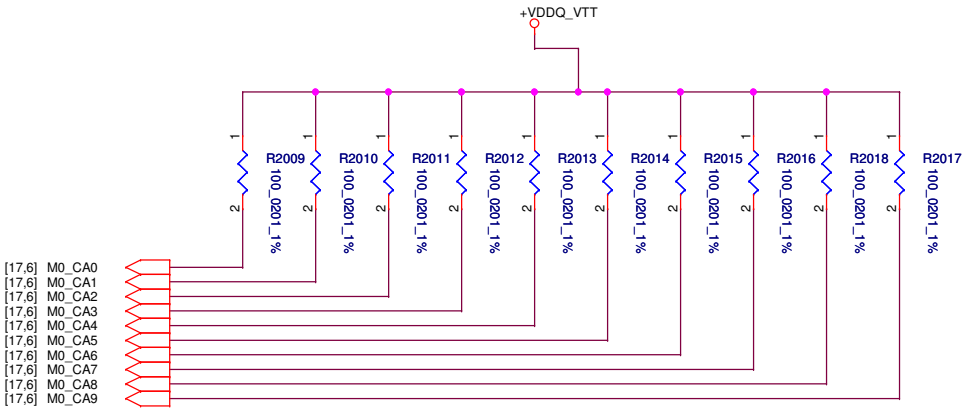 +VDDQ_VTT
1 1 1 1 1 1 1 1 1 1
R2009 R2010 R2011 R2012 R2013 R2014 R2015 R2016 R2018 R2017
100_0201_1% 100_0201_1% 100_0201_1% 100_0201_1% 100_0201_1% 100_0201_1% 100_0201_1% 100_0201_1% 100_0201_1% 100_0201_1%
2 2 2 2 2 2 2 2 2 2
[17,6] M0_CA0
[17,6] M0_CA1
[17,6] M0_CA2
[17,6] M0_CA3
[17,6] M0_CA4
[17,6] M0_CA5
[17,6] M0_CA6
[17,6] M0_CA7
[17,6] M0_CA8
[17,6] M0_CA9